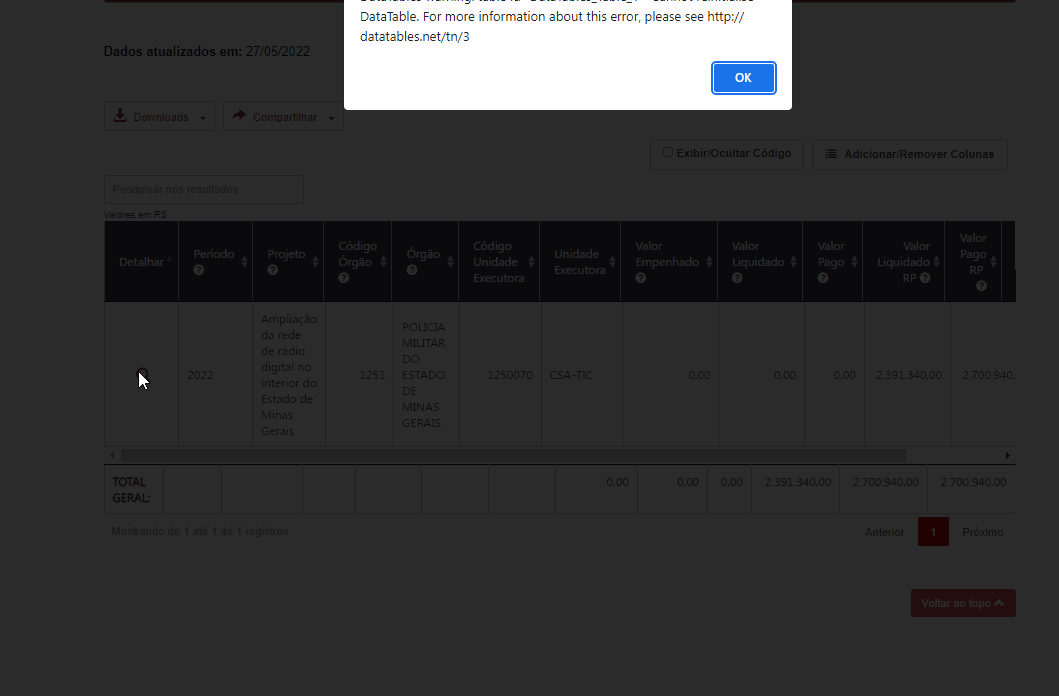 DataTable. For more information about this error, please see http://
datatables.net/tn/3
OK
Dados atualizados em: 27/05/2022
Downloads
Compartilhar
Exibir/Ocultar Código
Adicionar/Remover Colunas
Pesquisar nos resultados
Valores em R$
Detalhar
Período
Projeto
Código
Órgão
Órgão
Código
Unidade
Executora
Unidade
Executora
Valor
Empenhado
Valor
Liquidado
Valor
Pago
Valor
Liquidado
RP
Valor
Pago
RP
2022
Ampliação
da rede
de rádio
digital no
interior do
Estado de
Minas
Gerais
1251
POLICIA
MILITAR
DO
ESTADO
DE
MINAS
GERAIS
1250070
CSA-TIC
0,00
0,00
0,00
2.391.340,00
2.700.940,
TOTAL
GERAL:
0,00
0,00
0,00
2.391.340,00
2.700.940,00
2.700.940,00
Mostrando de 1 até 1 de 1 registros
Anterior
1
Próximo
Voltar ao topo